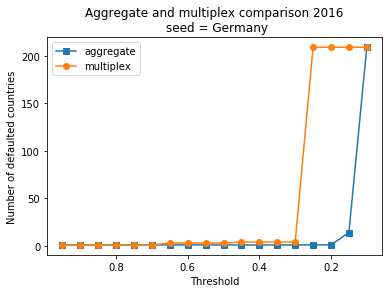 Aggregate and multiplex comparison 2016
seed = Germany
aggregate
multiplex
Number of defaulted countries
200
150
100
50
0
0.8
0.6
0.4
0.2
Threshold